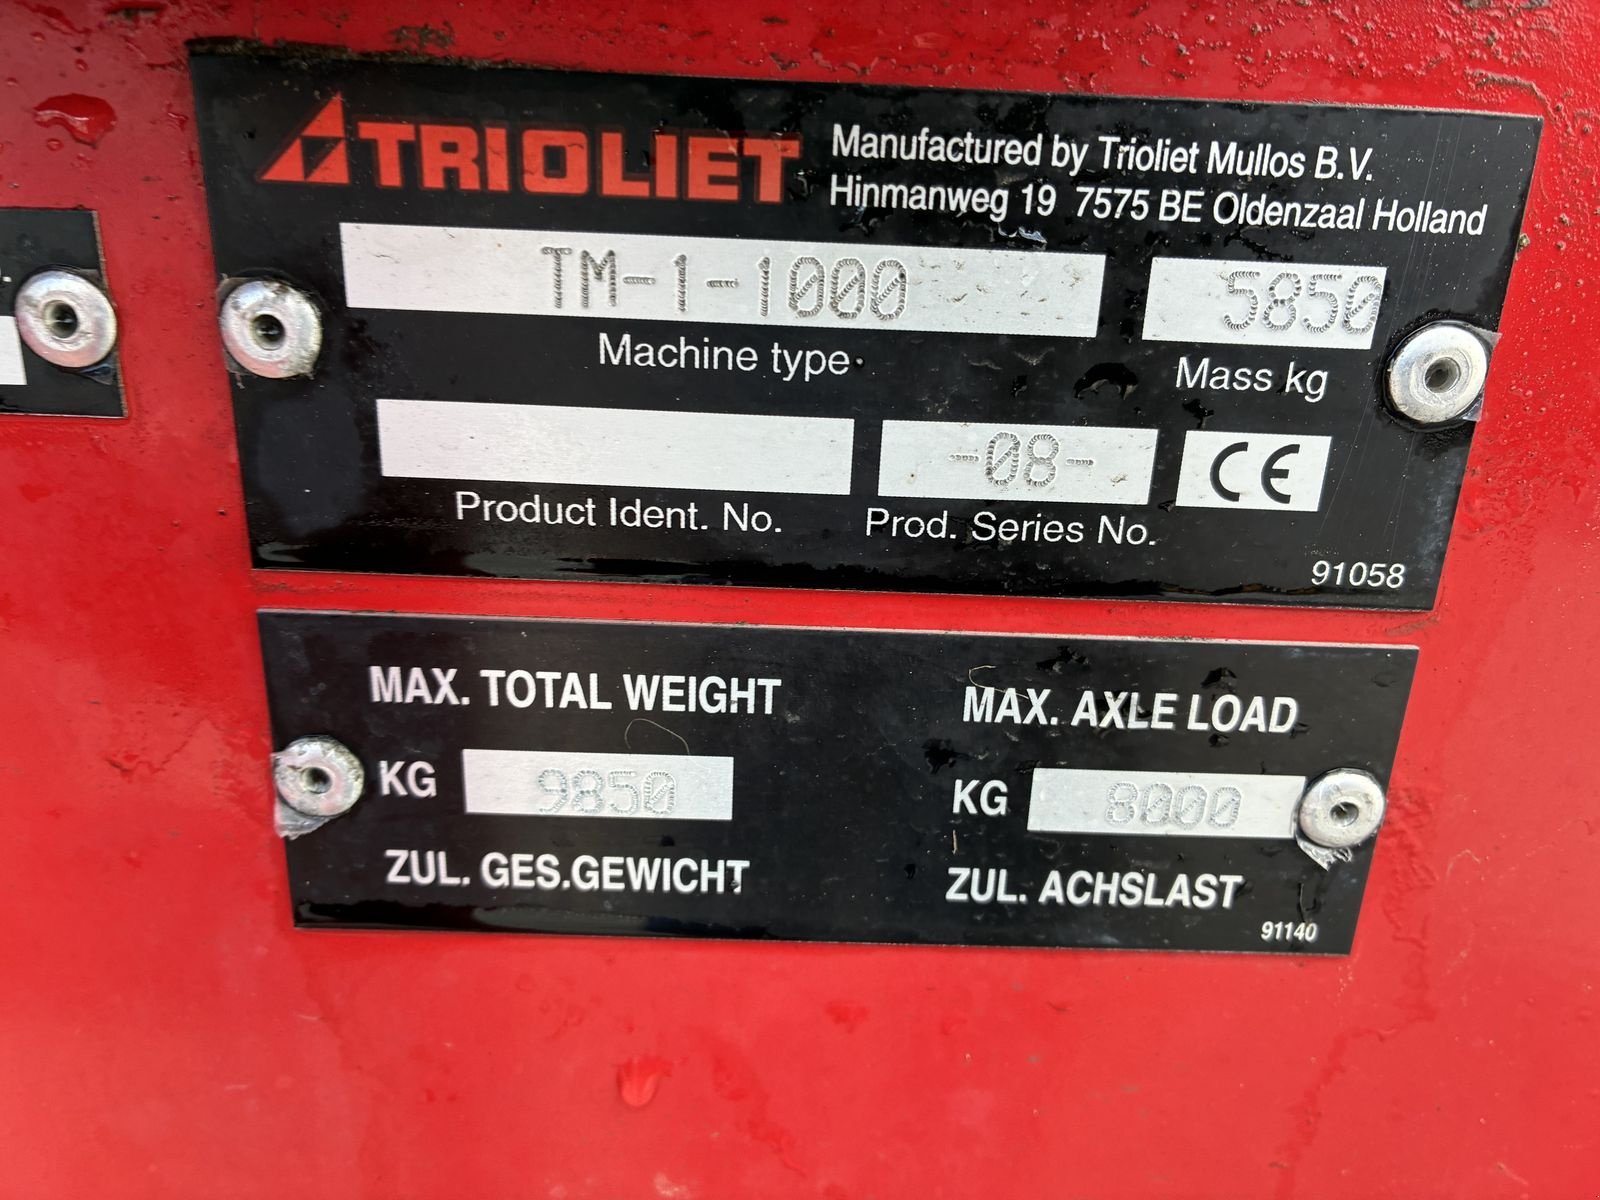 TRIOLIET
Manufactured by Trioliet Mullos B.V.
Hinmanweg 19 7575 BE Oldenzaal Holland
TM-1-1000
5850
Machine type
Mass kg
-08-
CE
Product Ident. No.
Prod. Series No.
91058
MAX. TOTAL WEIGHT
MAX. AXLE LOAD
KG 9850
KG 8000
ZUL. GES.GEWICHT
ZUL. ACHSLAST
91140